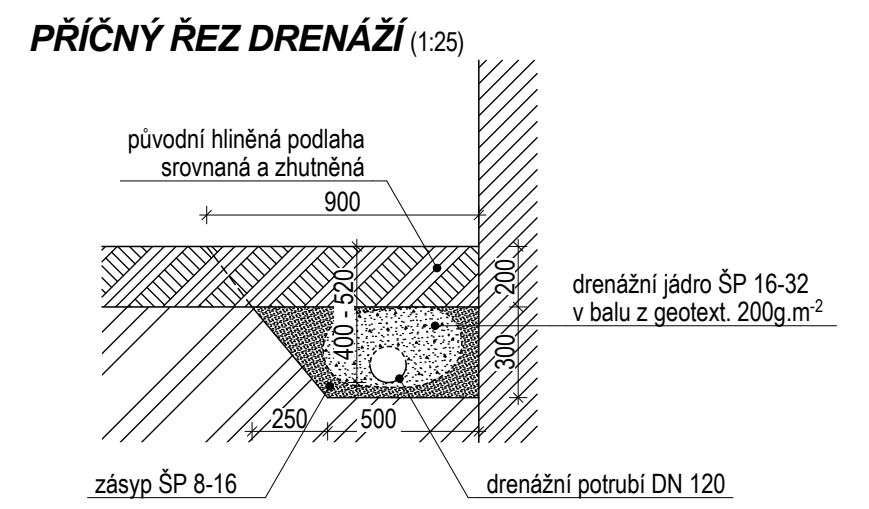 PŘÍČNÝ ŘEZ DRENÁŽÍ (1:25)
původní hliněná podlaha
srovnaná a zhutněná
900
200
400 - 520
drenážní jádro ŠP 16-32
v balu z geotext. 200g.m-2
300
250
500
zásyp ŠP 8-16
drenážní potrubí DN 120